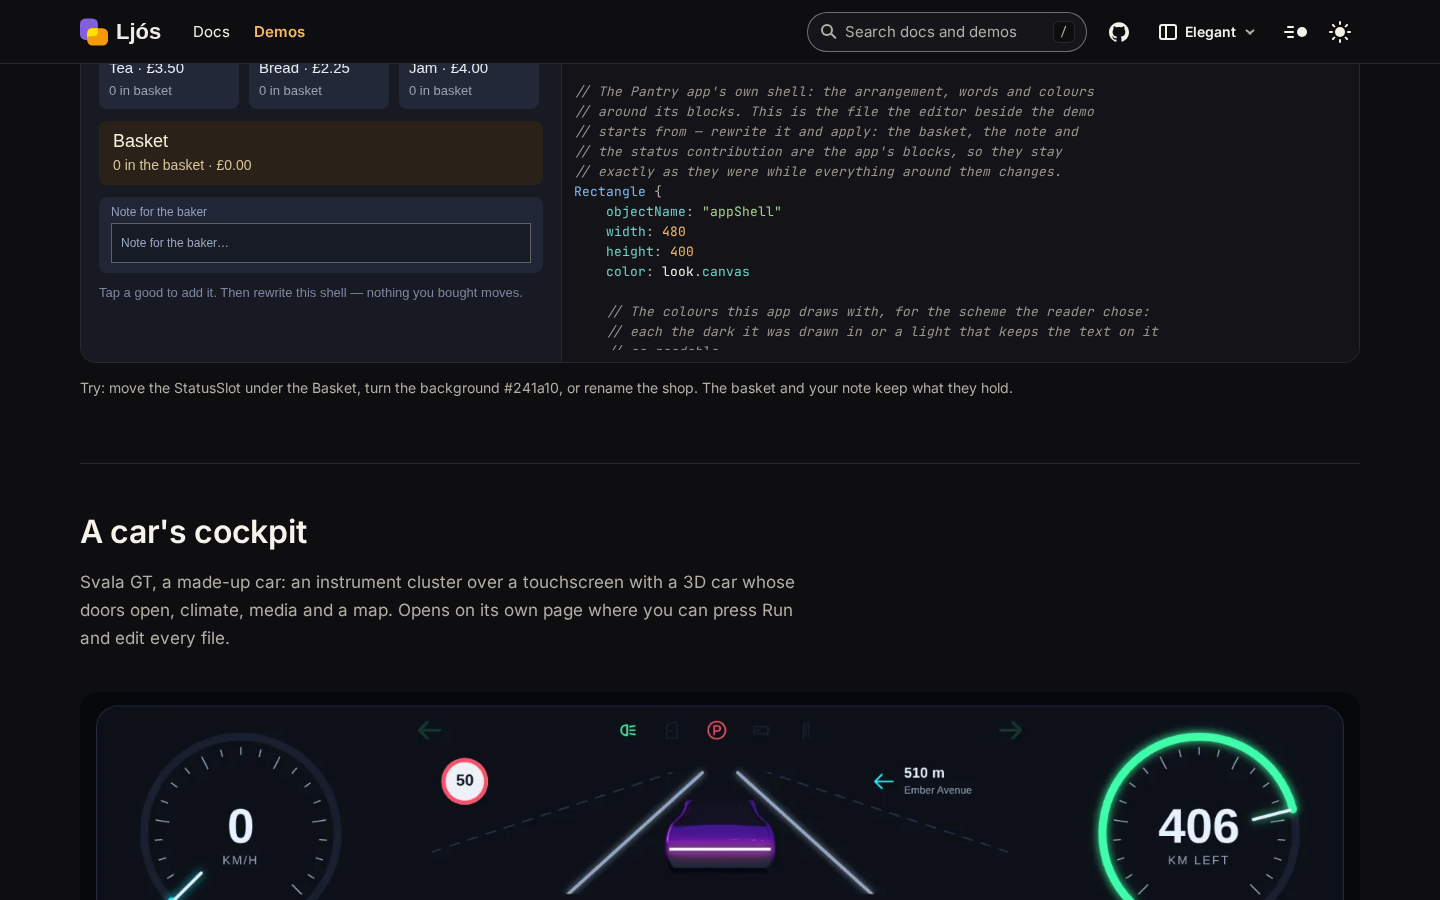 Ljós
Docs
Demos
Search docs and demos
/
Elegant
Tea · £3.50
0 in basket
Bread · £2.25
0 in basket
Jam · £4.00
0 in basket
Basket
0 in the basket · £0.00
Note for the baker
Note for the baker…
Tap a good to add it. Then rewrite this shell — nothing you bought moves.
// The Pantry app's own shell: the arrangement, words and colours
// around its blocks. This is the file the editor beside the demo
// starts from — rewrite it and apply: the basket, the note and
// the status contribution are the app's blocks, so they stay
// exactly as they were while everything around them changes.
Rectangle {
objectName: "appShell"
width: 480
height: 400
color: look.canvas
// The colours this app draws with, for the scheme the reader chose:
// each the dark it was drawn in or a light that keeps the text on it
Try: move the StatusSlot under the Basket, turn the background #241a10, or rename the shop. The basket and your note keep what they hold.
A car's cockpit
Svala GT, a made-up car: an instrument cluster over a touchscreen with a 3D car whose
doors open, climate, media and a map. Opens on its own page where you can press Run
and edit every file.
50
510 m
Ember Avenue
0
KM/H
406
KM LEFT
P